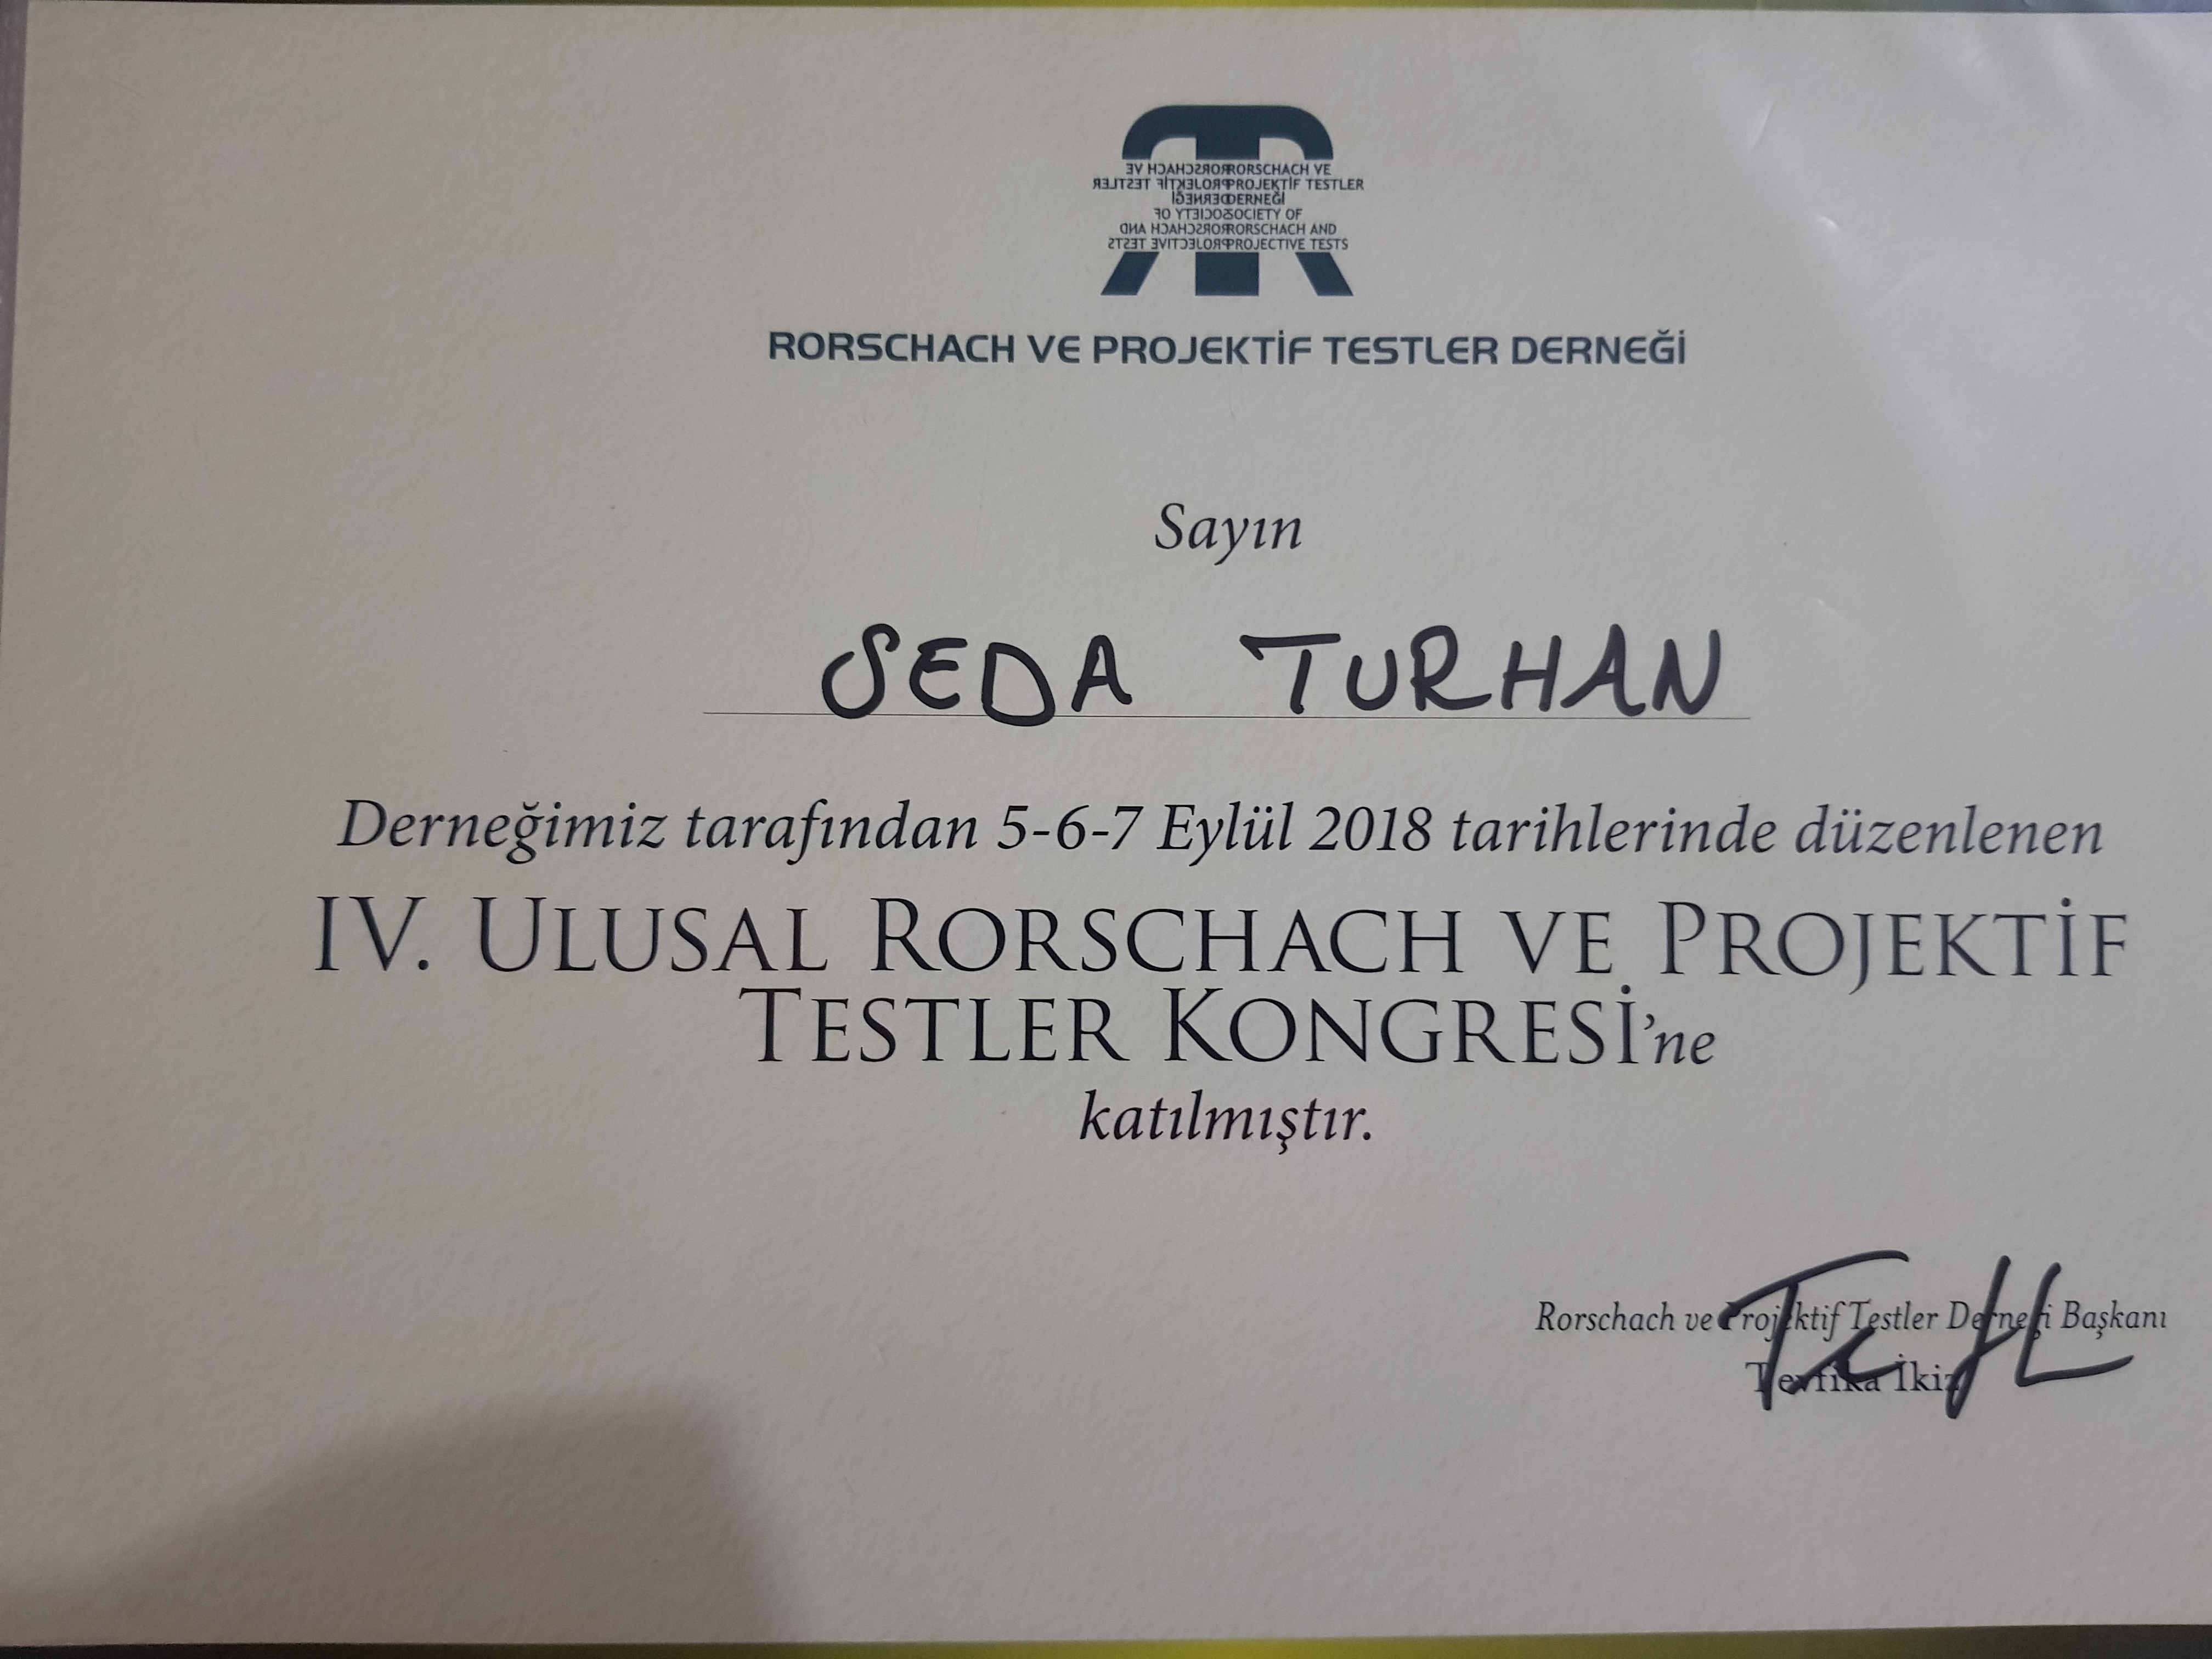 RORSCHACH VE
PROJEKTİF TESTLER
DERNEĞİ
SOCIETY OF
RORSCHACH AND
PROJECTIVE TESTS
RORSCHACH VE PROJEKTİF TESTLER DERNEĞİ
Sayın
SEDA TURHAN
Derneğimiz tarafından 5-6-7 Eylül 2018 tarihlerinde düzenlenen
IV. ULUSAL RORSCHACH VE PROJEKTİF
TESTLER KONGRESİ'ne
katılmıştır.
Rorschach ve Projektif Testler Derneği Başkanı
Tevfika İkiz